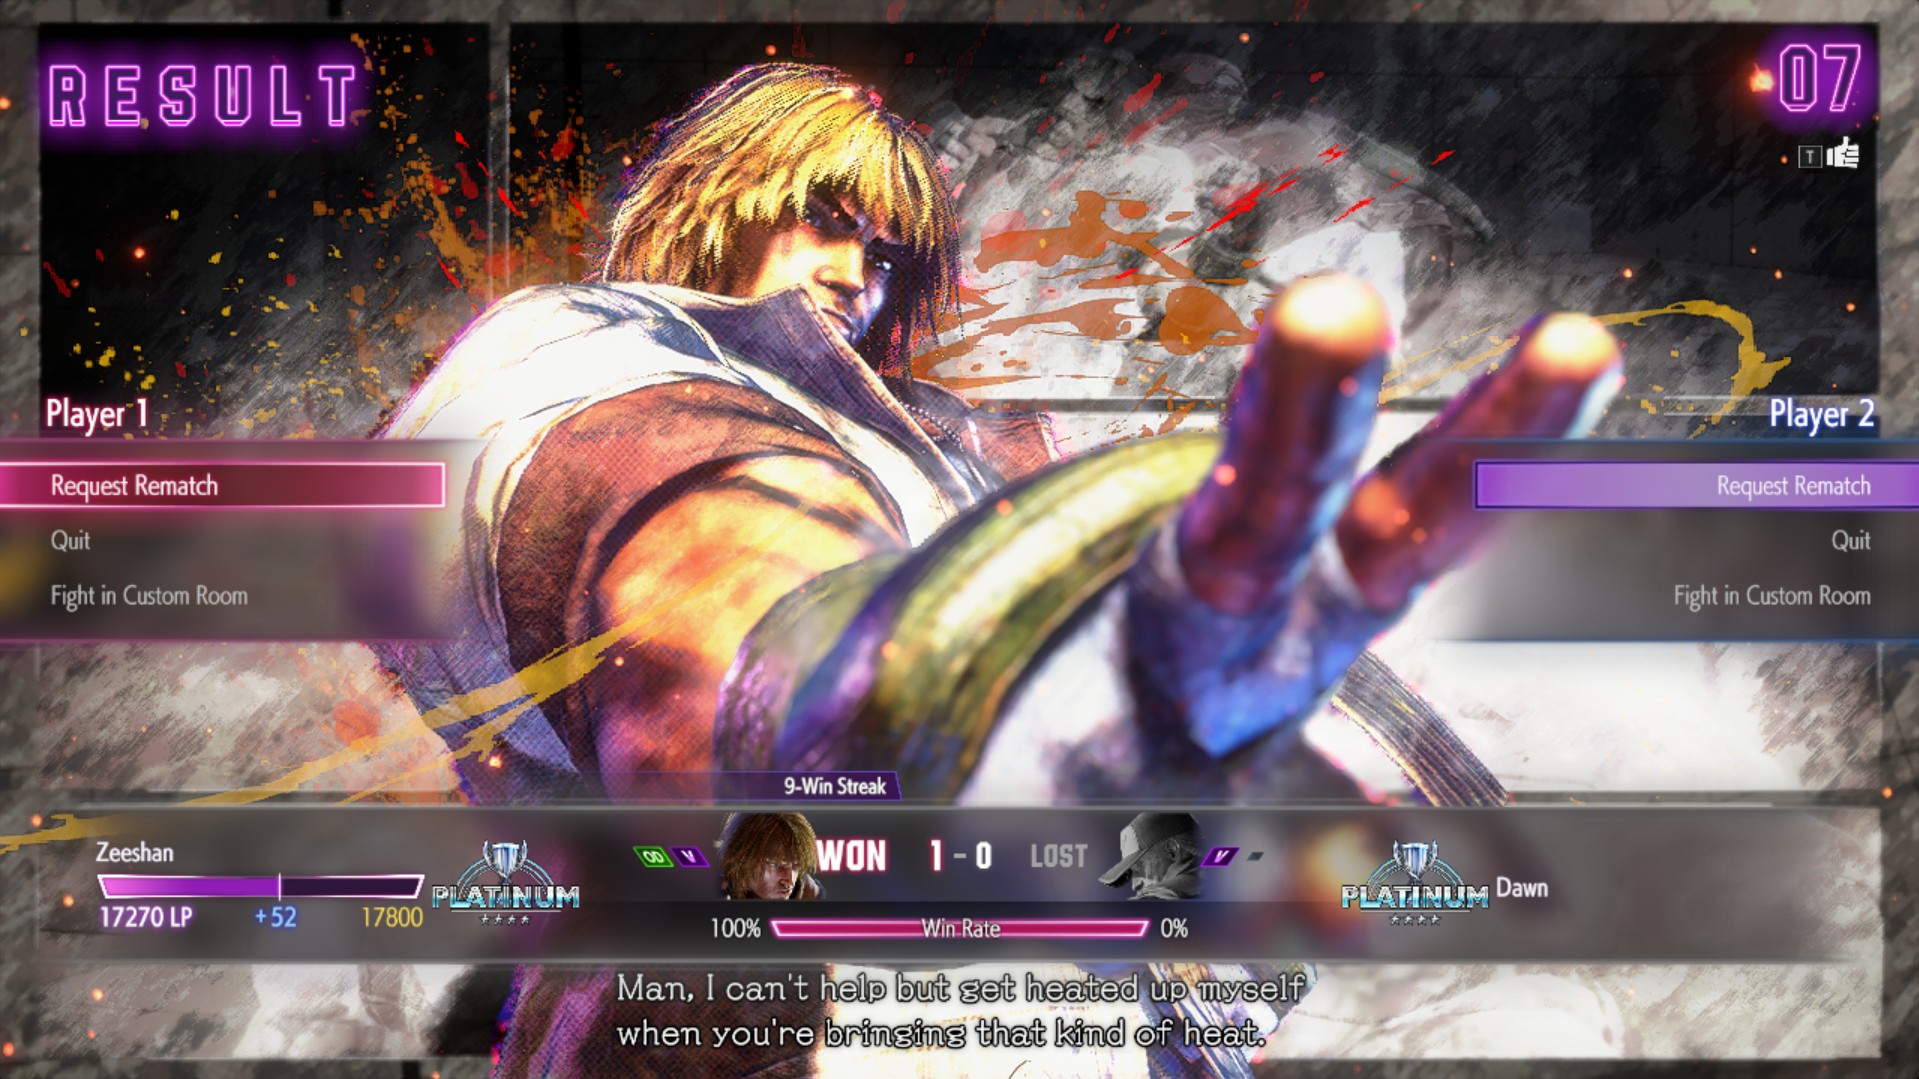 RESULT
07
T
Player 1
Player 2
Request Rematch
Request Rematch
Quit
Quit
Fight in Custom Room
Fight in Custom Room
9-Win Streak
Zeeshan
OD V
WON 1 - 0 LOST
V
PLATINUM
PLATINUM
Dawn
17270 LP +52 17800
100% Win Rate 0%
Man, I can't help but get heated up myself
when you're bringing that kind of heat.